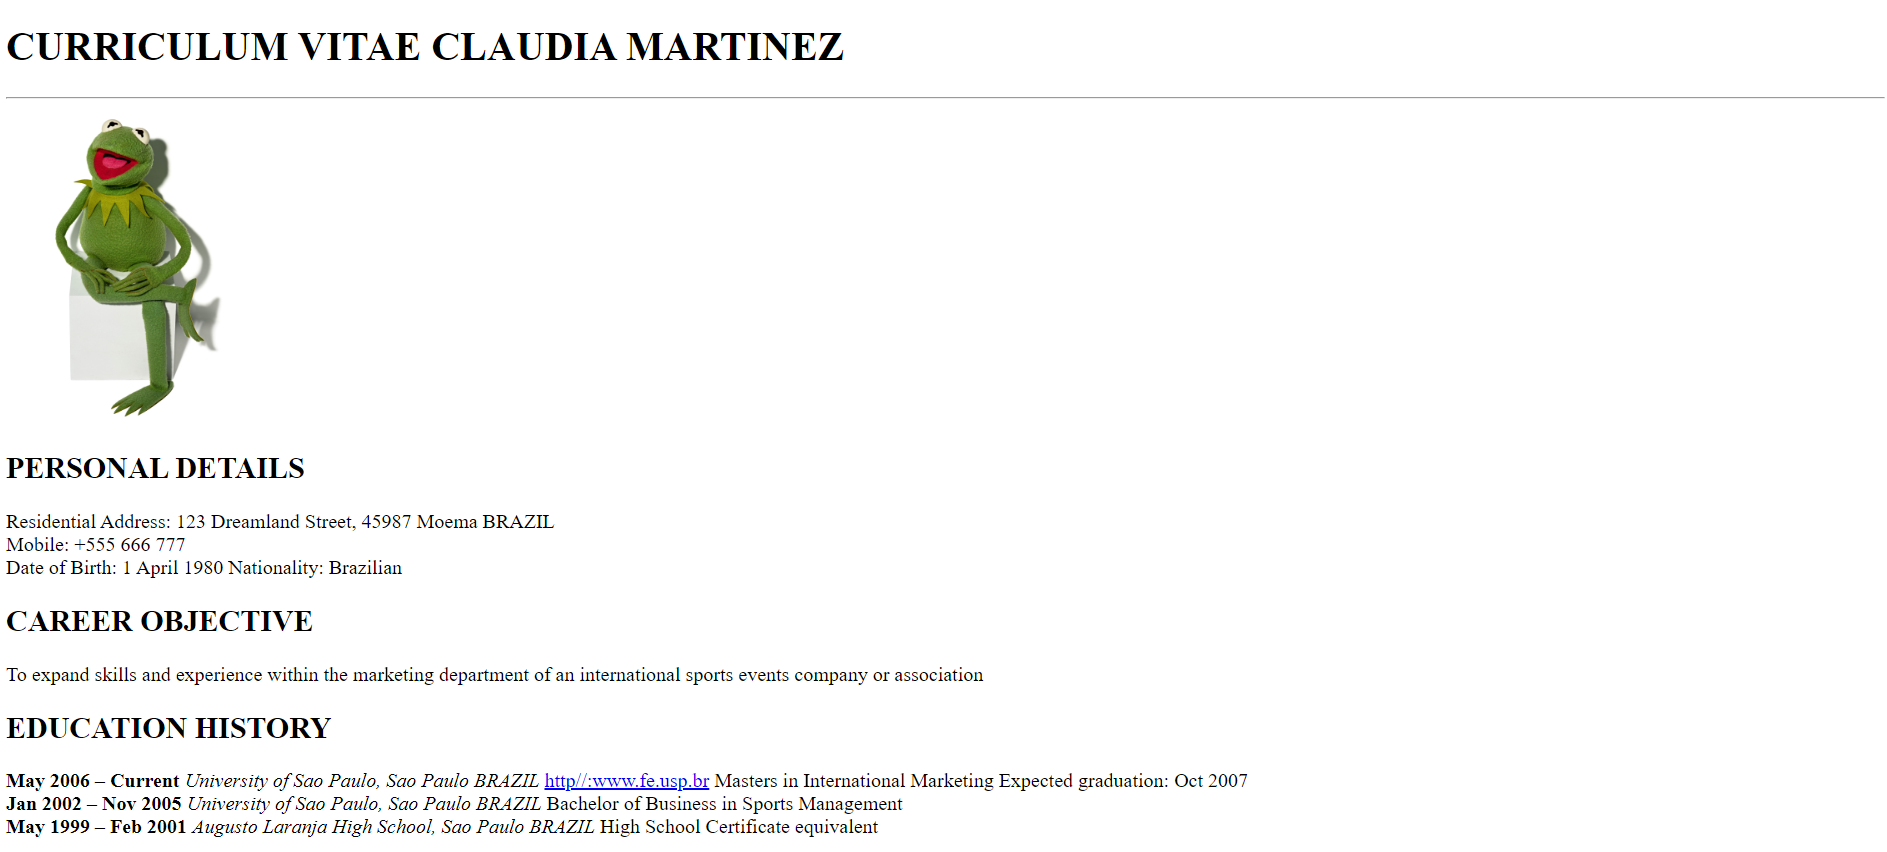 CURRICULUM VITAE CLAUDIA MARTINEZ
PERSONAL DETAILS
Residential Address: 123 Dreamland Street, 45987 Moema BRAZIL
Mobile: +555 666 777
Date of Birth: 1 April 1980 Nationality: Brazilian
CAREER OBJECTIVE
To expand skills and experience within the marketing department of an international sports events company or association
EDUCATION HISTORY
May 2006 – Current University of Sao Paulo, Sao Paulo BRAZIL http//:www.fe.usp.br Masters in International Marketing Expected graduation: Oct 2007
Jan 2002 – Nov 2005 University of Sao Paulo, Sao Paulo BRAZIL Bachelor of Business in Sports Management
May 1999 – Feb 2001 Augusto Laranja High School, Sao Paulo BRAZIL High School Certificate equivalent